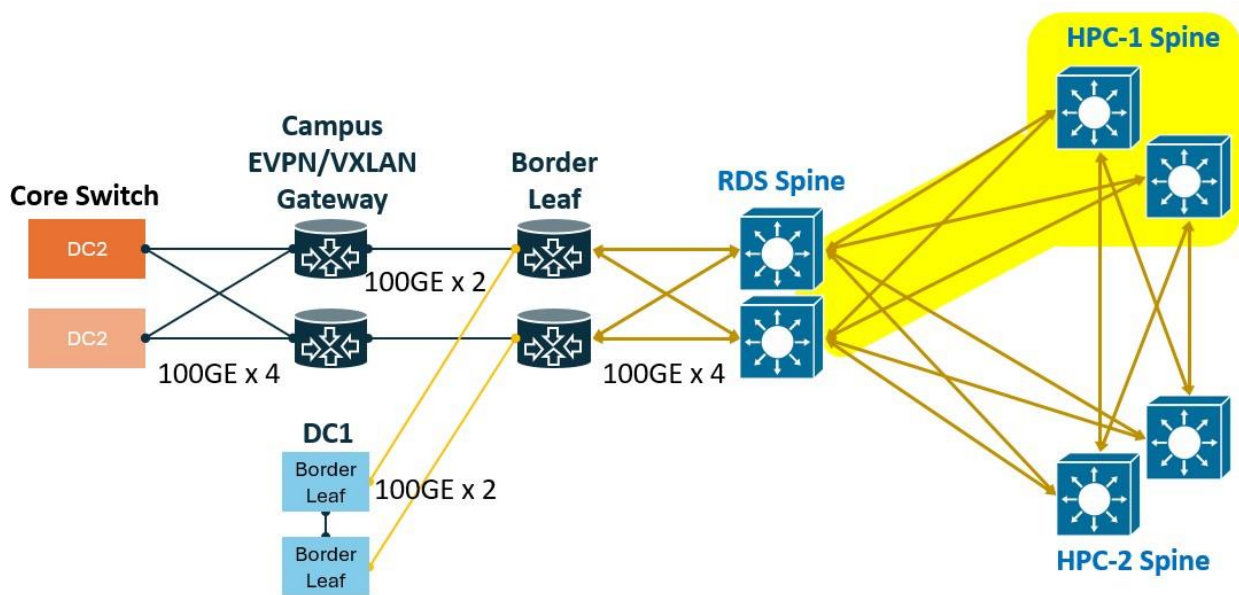 HPC-1 Spine
Campus
EVPN/VXLAN
Gateway
Border
Leaf
RDS Spine
Core Switch
DC2
100GE x 2
DC2
100GE x 4
100GE x 4
DC1
Border
Leaf
100GE x 2
Border
Leaf
HPC-2 Spine